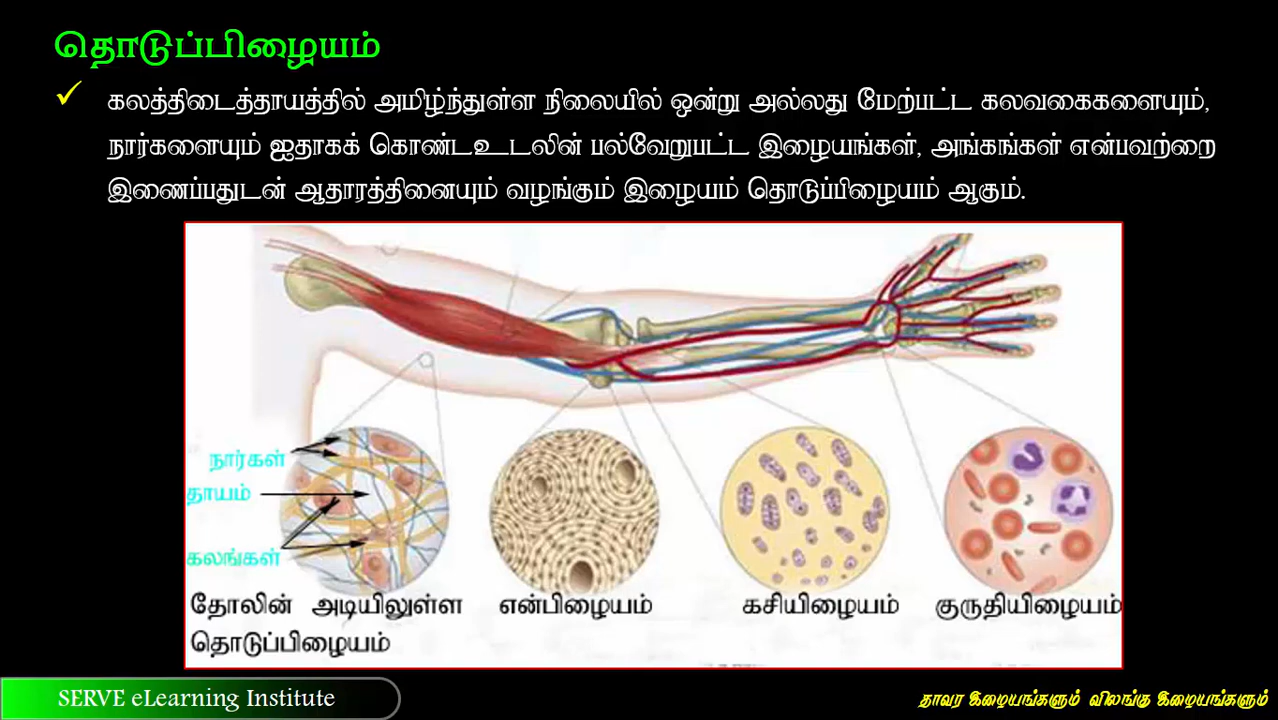 தொடுப்பிழையம்
✓ கலத்திடைத்தாயத்தில் அமிழ்ந்துள்ள நிலையில் ஒன்று அல்லது மேற்பட்ட கலவகைகளையும்,
நார்களையும் ஐதாகக் கொண்டஉடலின் பல்வேறுபட்ட இழையங்கள், அங்கங்கள் என்பவற்றை
இணைப்பதுடன் ஆதாரத்தினையும் வழங்கும் இழையம் தொடுப்பிழையம் ஆகும்.
நார்கள்
தாயம்
கலங்கள்
தோலின் அடியிலுள்ள
தொடுப்பிழையம்
என்பிழையம்
கசியிழையம்
குருதியிழையம்
SERVE eLearning Institute
தாவர இழையங்களும் விலங்கு இழையங்களும்